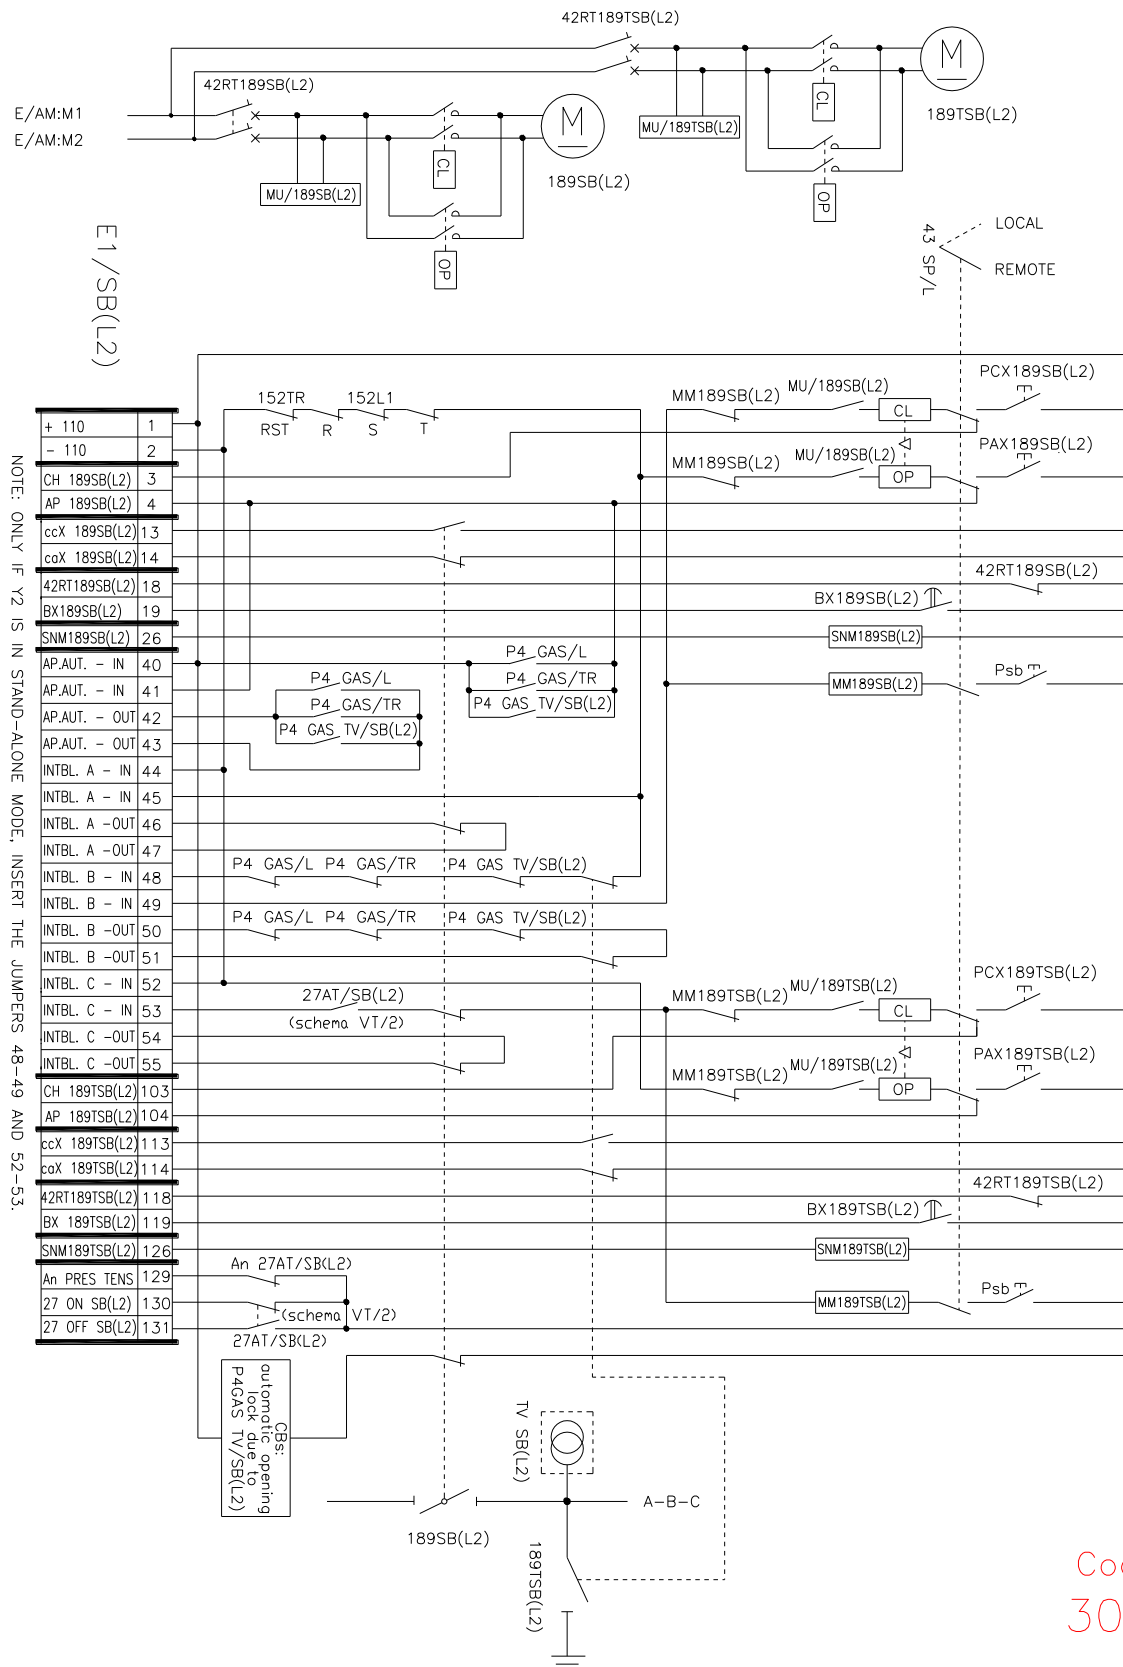 42RT189TSB(L2)
M
42RT189SB(L2)
CL
189TSB(L2)
E/AM:M1
M
MU/189TSB(L2)
E/AM:M2
CL
189SB(L2)
MU/189SB(L2)
OP
E1/SB(L2)
43 SP/L
LOCAL
REMOTE
OP
PCX189SB(L2)
152TR
152L1
MM189SB(L2)
MU/189SB(L2)
CL
RST
R
S
T
+ 110 1
- 110 2
PAX189SB(L2)
MM189SB(L2)
MU/189SB(L2)
OP
CH 189SB(L2) 3
AP 189SB(L2) 4
ccX 189SB(L2) 13
caX 189SB(L2) 14
42RT189SB(L2)
42RT189SB(L2) 18
BX189SB(L2)
BX189SB(L2) 19
SNM189SB(L2) 26
SNM189SB(L2)
AP.AUT. - IN 40
P4 GAS/L
AP.AUT. - IN 41
P4 GAS/L
P4 GAS/TR
MM189SB(L2)
Psb
AP.AUT. - OUT 42
P4 GAS/TR
P4 GAS TV/SB(L2)
AP.AUT. - OUT 43
P4 GAS TV/SB(L2)
INTBL. A - IN 44
INTBL. A - IN 45
INTBL. A -OUT 46
INTBL. A -OUT 47
INTBL. B - IN 48
P4 GAS/L
P4 GAS/TR
P4 GAS TV/SB(L2)
INTBL. B - IN 49
INTBL. B -OUT 50
P4 GAS/L
P4 GAS/TR
P4 GAS TV/SB(L2)
INTBL. B -OUT 51
INTBL. C - IN 52
INTBL. C - IN 53
27AT/SB(L2)
(schema VT/2)
MM189TSB(L2)
MU/189TSB(L2)
CL
PCX189TSB(L2)
INTBL. C -OUT 54
INTBL. C -OUT 55
MM189TSB(L2)
MU/189TSB(L2)
OP
PAX189TSB(L2)
CH 189TSB(L2) 103
AP 189TSB(L2) 104
ccX 189TSB(L2) 113
caX 189TSB(L2) 114
42RT189TSB(L2)
42RT189TSB(L2) 118
BX189TSB(L2)
BX 189TSB(L2) 119
SNM189TSB(L2) 126
SNM189TSB(L2)
An PRES TENS 129
An 27AT/SB(L2)
27 ON SB(L2) 130
(schema VT/2)
MM189TSB(L2)
Psb
27 OFF SB(L2) 131
27AT/SB(L2)
NOTE: ONLY IF Y2 IS IN STAND-ALONE MODE, INSERT THE JUMPERS 48-49 AND 52-53.
CBs:
automatic opening
lock due to
P4GAS TV/SB(L2)
TV SB(L2)
A-B-C
189SB(L2)
189TSB(L2)
30